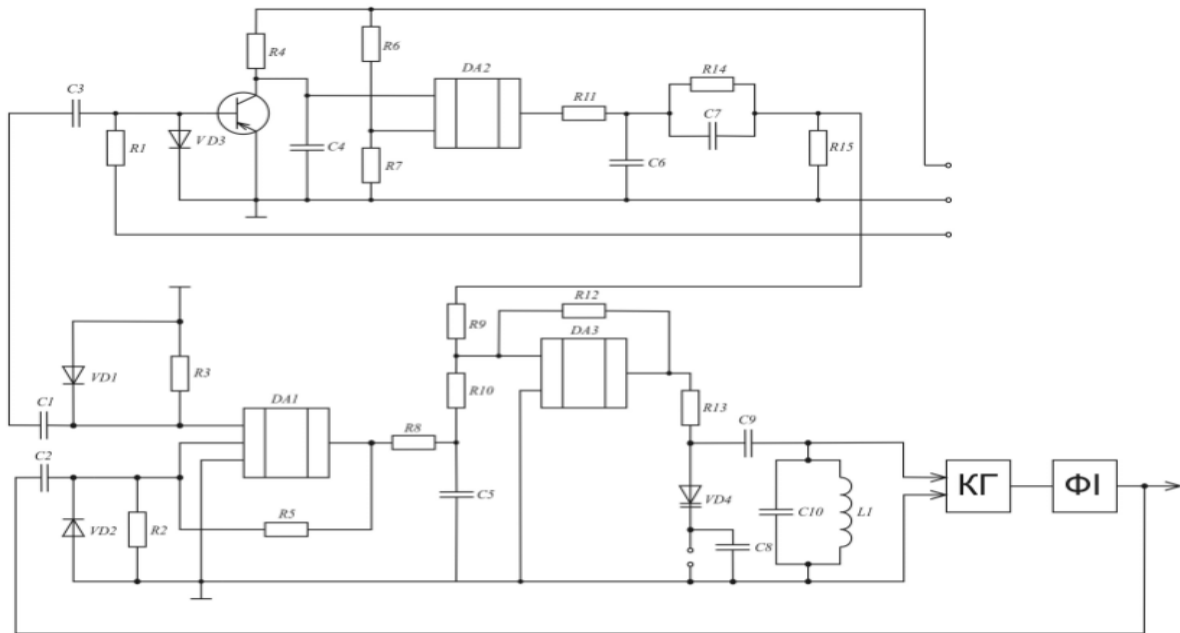 R4
R6
DA2
R14
C3
R11
C7
R1
VD3
C4
R7
C6
R15
R12
R9
DA3
VD1
R3
R10
C1
DA1
R13
C9
R8
C2
C5
VD4
C10
L1
КГ
ФІ
VD2
R2
R5
C8